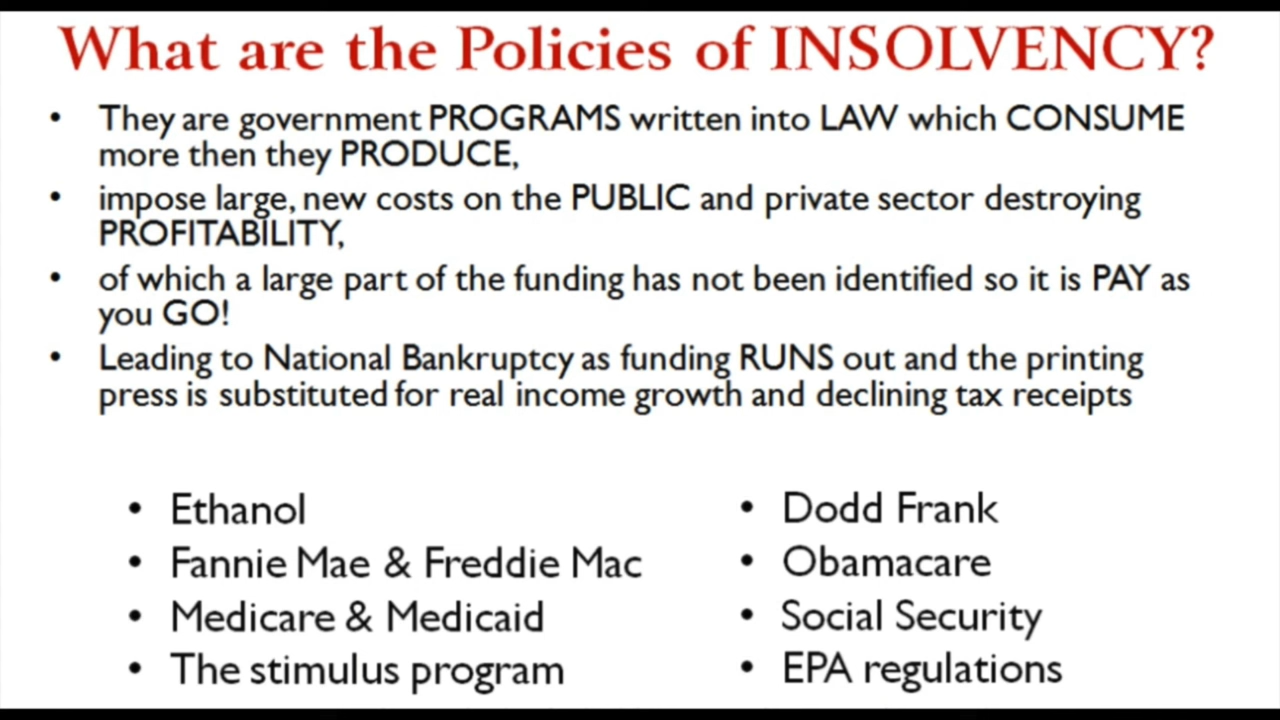 What are the Policies of INSOLVENCY?
• They are government PROGRAMS written into LAW which CONSUME
more then they PRODUCE,
• impose large, new costs on the PUBLIC and private sector destroying
PROFITABILITY,
• of which a large part of the funding has not been identified so it is PAY as
you GO!
• Leading to National Bankruptcy as funding RUNS out and the printing
press is substituted for real income growth and declining tax receipts
• Ethanol
• Fannie Mae & Freddie Mac
• Medicare & Medicaid
• The stimulus program
• Dodd Frank
• Obamacare
• Social Security
• EPA regulations